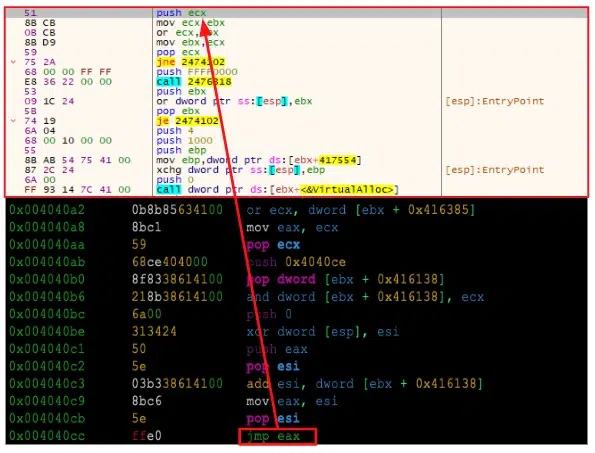 51 push ecx
8B CB mov ecx,ebx
0B CB or ecx,ebx
8B D9 mov ebx,ecx
59 pop ecx
75 2A jne 2474102
68 00 00 FF FF push FFFF0000
E8 36 22 00 00 call 2476318
53 push ebx
09 1C 24 or dword ptr ss:[esp],ebx [esp]:EntryPoint
5B pop ebx
74 19 je 2474102
6A 04 push 4
68 00 10 00 00 push 1000
55 push ebp
8B AB 54 75 41 00 mov ebp,dword ptr ds:[ebx+417554]
87 2C 24 xchg dword ptr ss:[esp],ebp [esp]:EntryPoint
6A 00 push 0
FF 93 14 7C 41 00 call dword ptr ds:[ebx+<&VirtualAlloc>]
0x004040a2 0b8b85634100 or ecx, dword [ebx + 0x416385]
0x004040a8 8bc1 mov eax, ecx
0x004040aa 59 pop ecx
0x004040ab 68ce404000 push 0x4040ce
0x004040b0 8f8338614100 pop dword [ebx + 0x416138]
0x004040b6 218b38614100 and dword [ebx + 0x416138], ecx
0x004040bc 6a00 push 0
0x004040be 313424 xor dword [esp], esi
0x004040c1 50 push eax
0x004040c2 5e pop esi
0x004040c3 03b338614100 add esi, dword [ebx + 0x416138]
0x004040c9 8bc6 mov eax, esi
0x004040cb 5e pop esi
0x004040cc ffe0 jmp eax